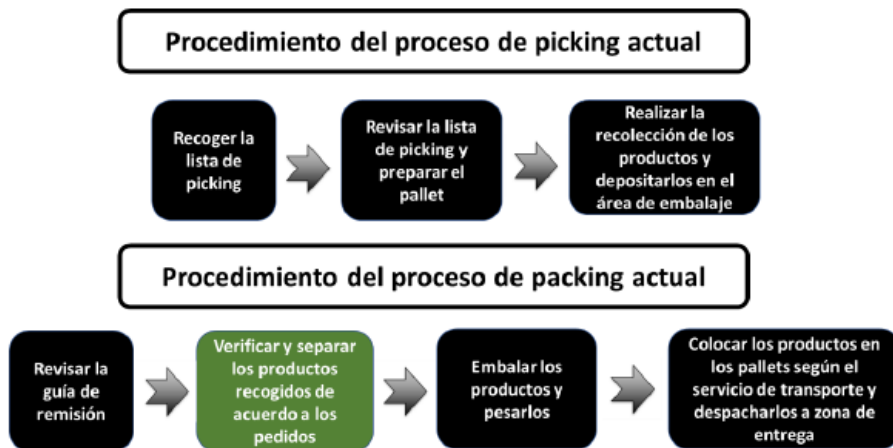 Procedimiento del proceso de picking actual
Recoger la
lista de
picking
Revisar la lista
de picking y
preparar el
pallet
Realizar la
recolección de los
productos y
depositarlos en el
área de embalaje
Procedimiento del proceso de packing actual
Revisar la
guía de
remisión
Verificar y separar
los productos
recogidos de
acuerdo a los
pedidos
Embalar los
productos y
pesarlos
Colocar los productos en
los pallets según el
servicio de transporte y
despacharlos a zona de
entrega